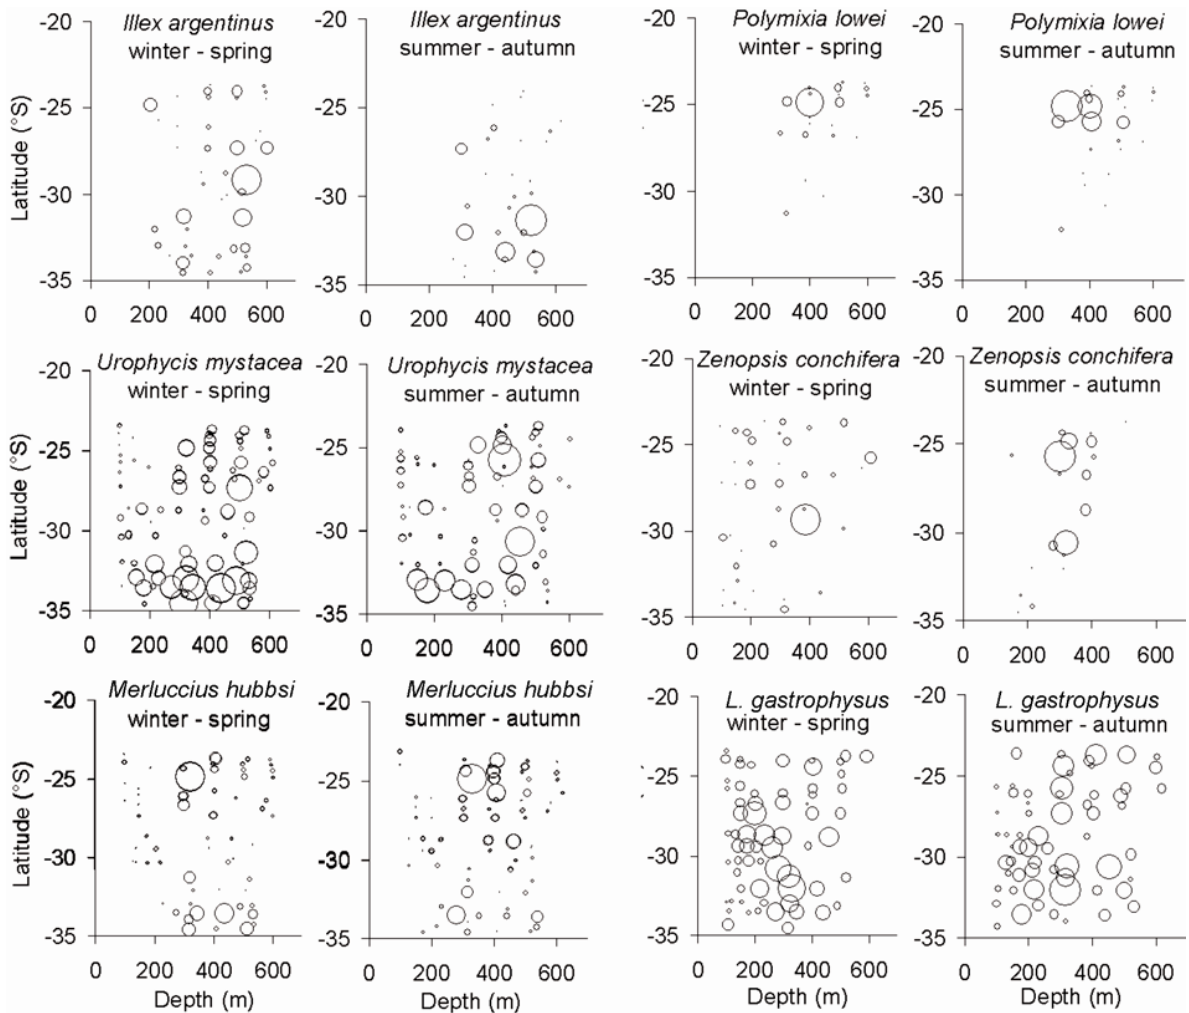 Illex argentinus
winter - spring
-20
-25
-30
-35
0 200 400 600
Latitude (°S)
Illex argentinus
summer - autumn
-20
-25
-30
-35
0 200 400 600
Polymixia lowei
winter - spring
-20
-25
-30
-35
0 200 400 600
Polymixia lowei
summer - autumn
-20
-25
-30
-35
0 200 400 600
Urophycis mystacea
winter - spring
-20
-25
-30
-35
0 200 400 600
Latitude (°S)
Urophycis mystacea
summer - autumn
-20
-25
-30
-35
0 200 400 600
Zenopsis conchifera
winter - spring
-20
-25
-30
-35
0 200 400 600
Zenopsis conchifera
summer - autumn
-20
-25
-30
-35
0 200 400 600
Merluccius hubbsi
winter - spring
-20
-25
-30
-35
0 200 400 600
Latitude (°S)
Depth (m)
Merluccius hubbsi
summer - autumn
-20
-25
-30
-35
0 200 400 600
Depth (m)
L. gastrophysus
winter - spring
-20
-25
-30
-35
0 200 400 600
Depth (m)
L. gastrophysus
summer - autumn
-20
-25
-30
-35
0 200 400 600
Depth (m)